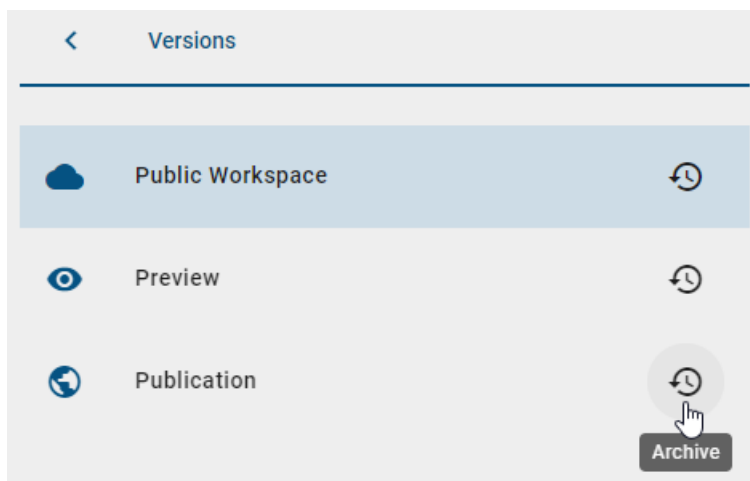 Versions
Public Workspace
Preview
Publication
Archive